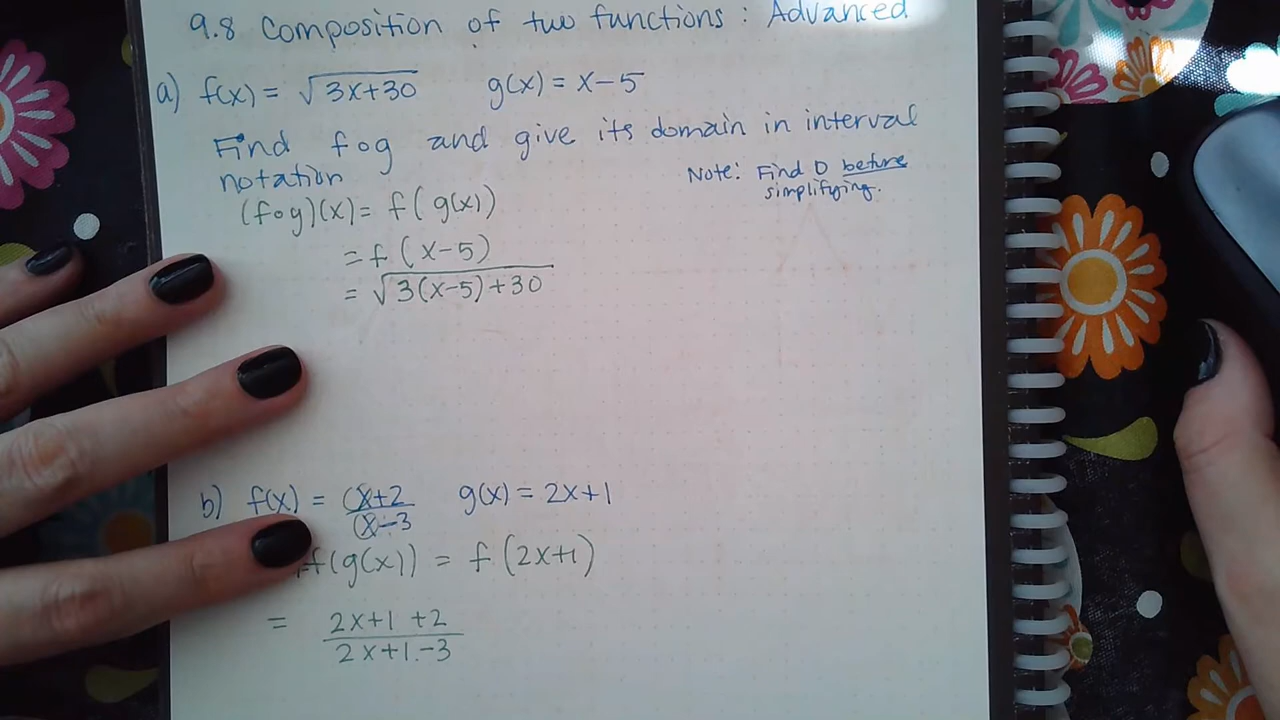 9.8 Composition of two functions : Advanced
a) f(x) = √3x+30 g(x) = x-5
Find fog and give its domain in interval
notation
Note: Find D before
simplifying.
(fog)(x) = f(g(x))
= f(x-5)
= √3(x-5)+30
b) f(x) = (x+2 g(x) = 2x+1
(x-3
f(g(x)) = f(2x+1)
= 2x+1 +2
2x+1-3